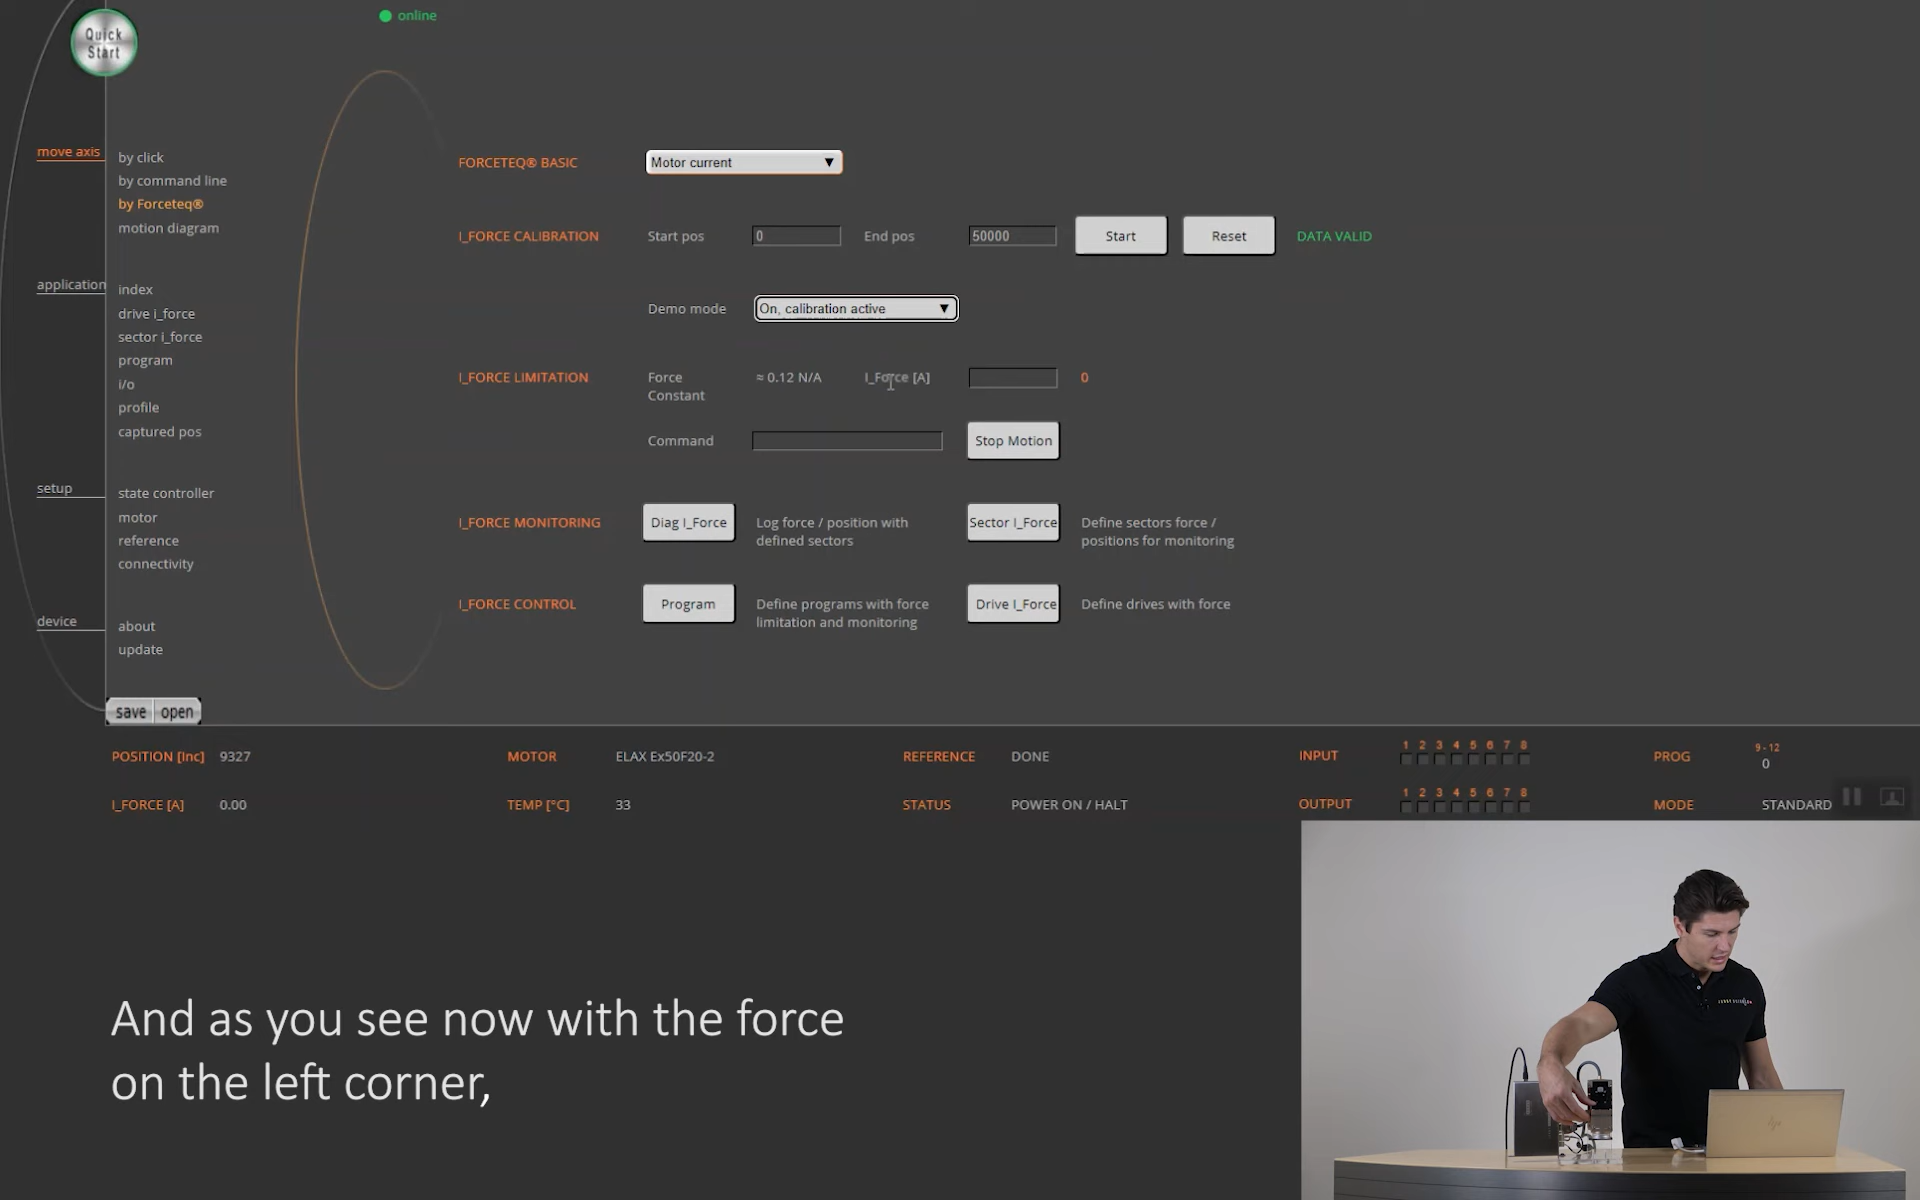 Quick
Start
online
move axis
by click
by command line
by Forceteq®
motion diagram
application
index
drive i_force
sector i_force
program
i/o
profile
captured pos
setup
state controller
motor
reference
connectivity
device
about
update
save open
FORCETEQ® BASIC Motor current
I_FORCE CALIBRATION Start pos 0 End pos 50000 Start Reset DATA VALID
Demo mode On, calibration active
I_FORCE LIMITATION Force Constant ≈ 0.12 N/A I_Force [A] 0
Command Stop Motion
I_FORCE MONITORING Diag I_Force Log force / position with defined sectors Sector I_Force Define sectors force / positions for monitoring
I_FORCE CONTROL Program Define programs with force limitation and monitoring Drive I_Force Define drives with force
POSITION [Inc] 9327 MOTOR ELAX Ex50F20-2 REFERENCE DONE INPUT 1 2 3 4 5 6 7 8 PROG 9 - 12 0
I_FORCE [A] 0.00 TEMP [°C] 33 STATUS POWER ON / HALT OUTPUT 1 2 3 4 5 6 7 8 MODE STANDARD
And as you see now with the force
on the left corner,